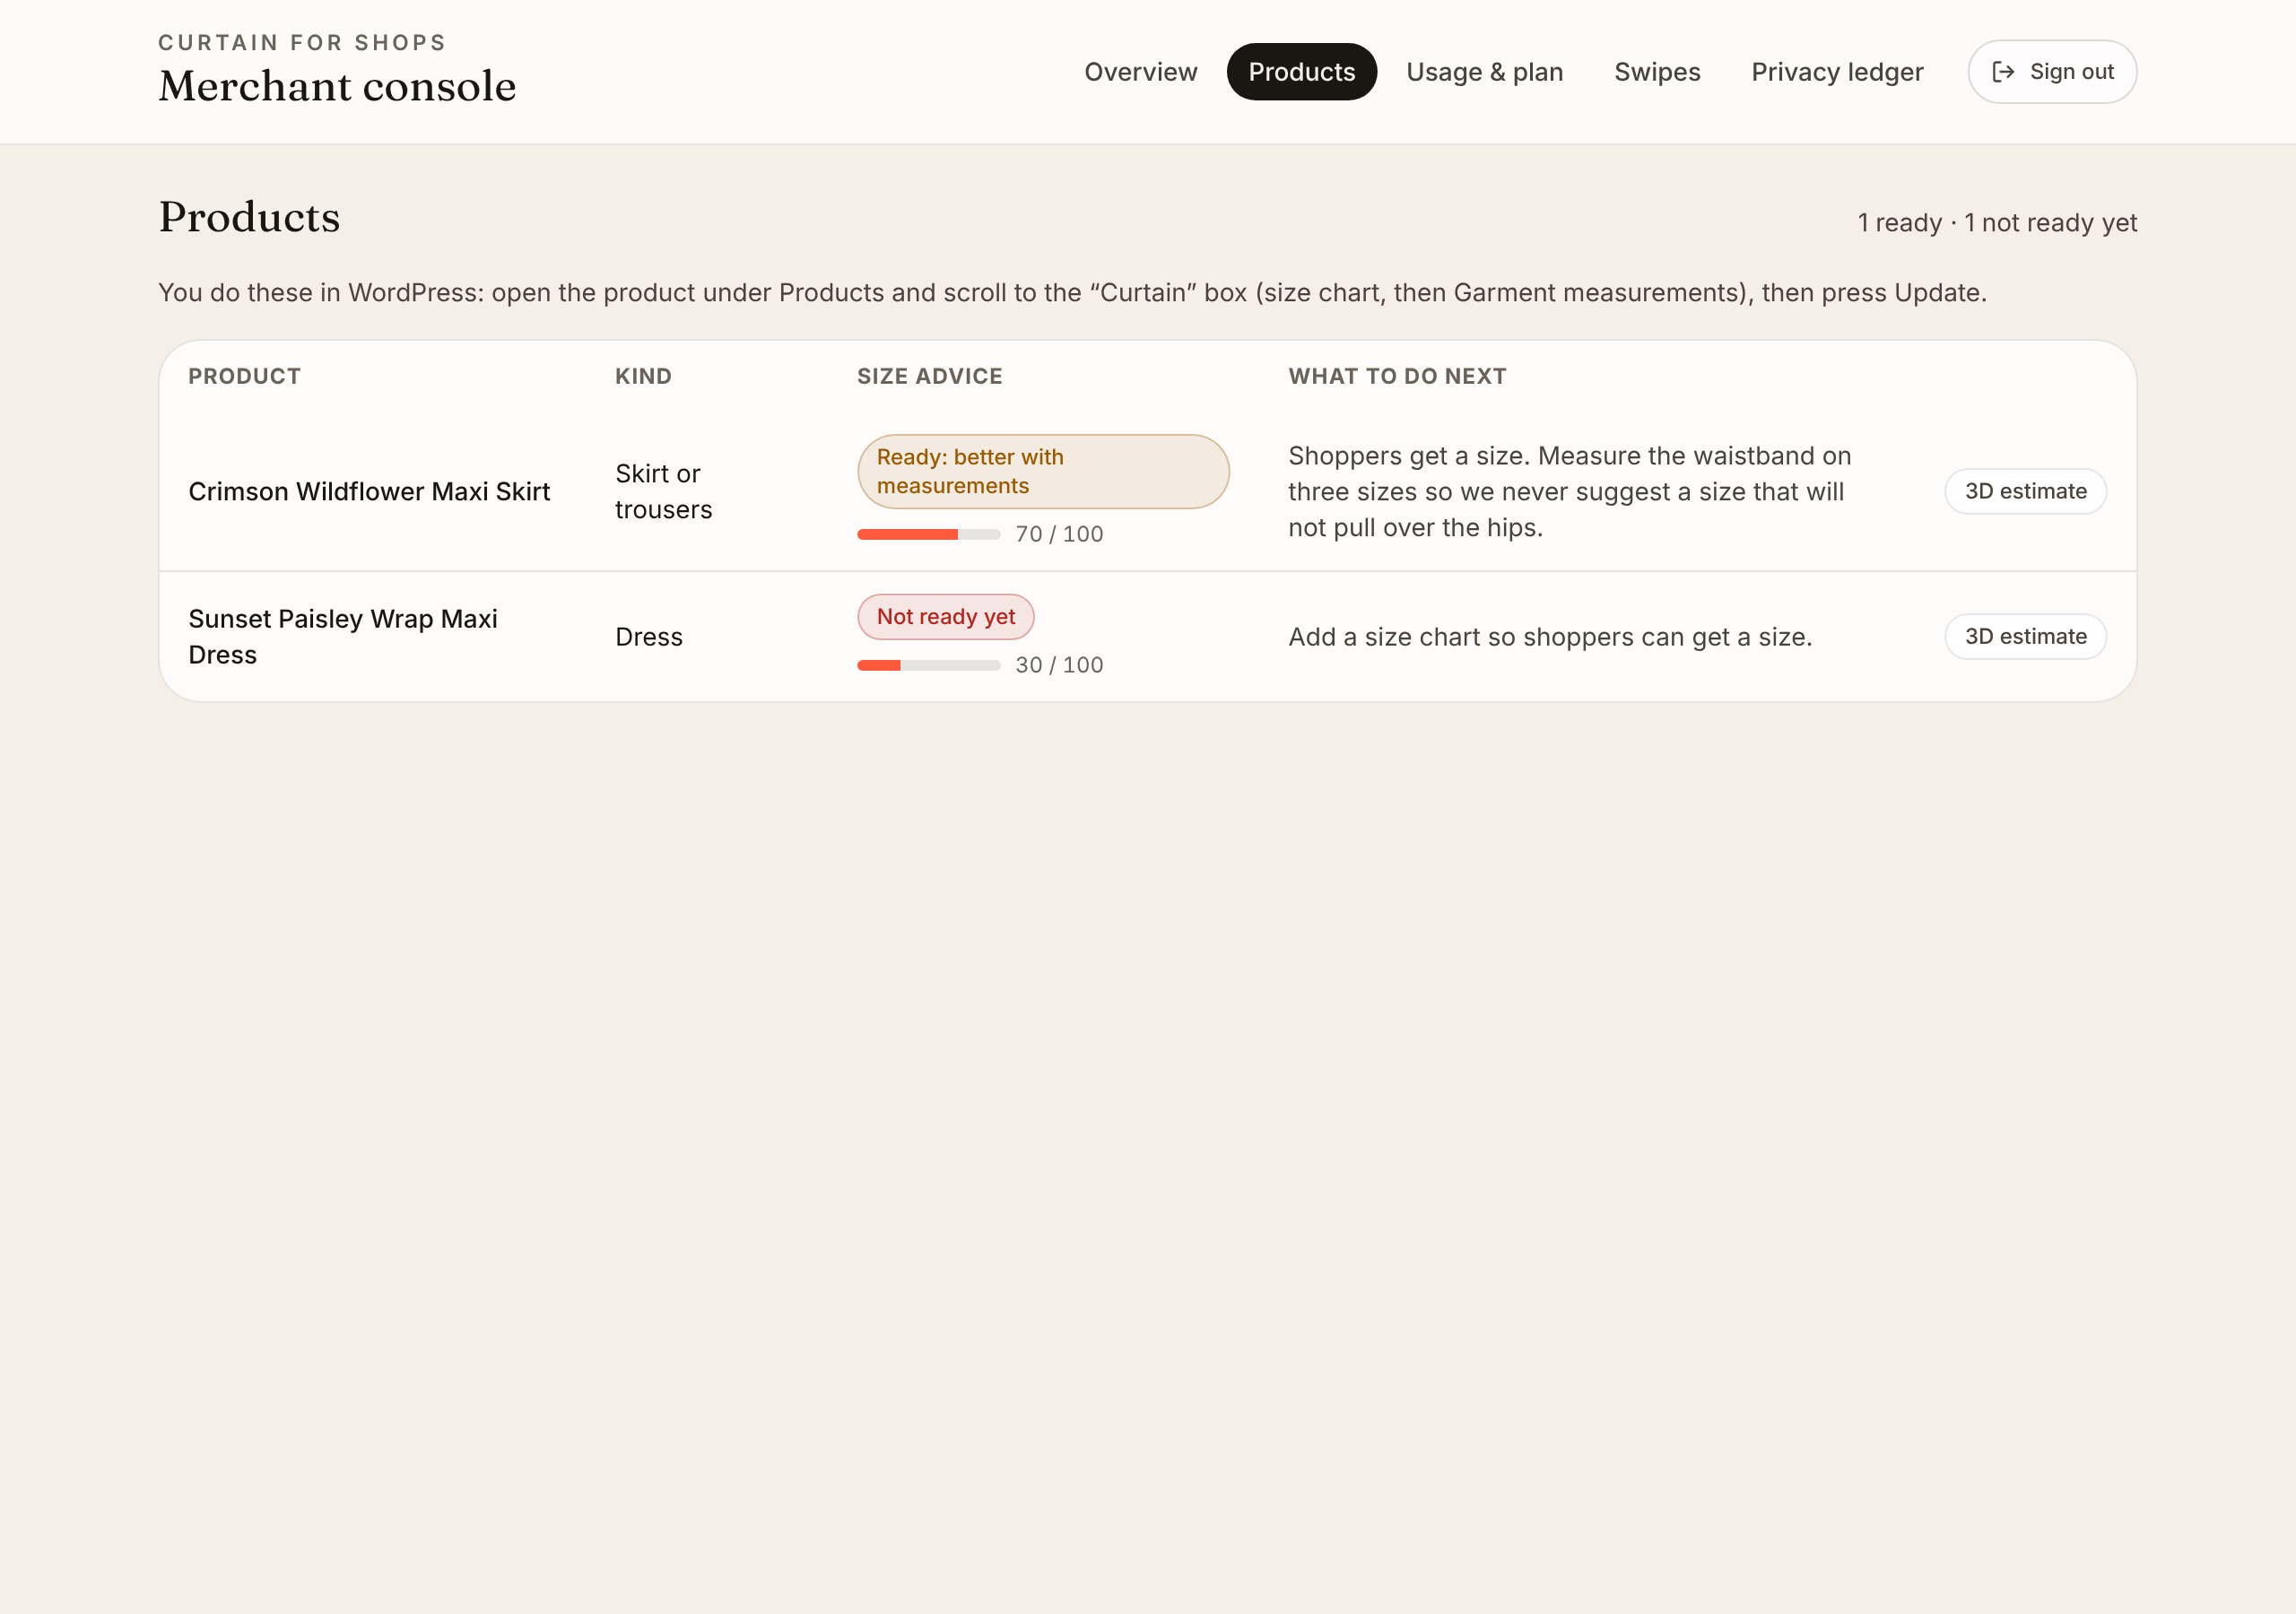 CURTAIN FOR SHOPS
Merchant console
Overview
Products
Usage & plan
Swipes
Privacy ledger
Sign out
Products
1 ready · 1 not ready yet
You do these in WordPress: open the product under Products and scroll to the “Curtain” box (size chart, then Garment measurements), then press Update.
PRODUCT
KIND
SIZE ADVICE
WHAT TO DO NEXT
Crimson Wildflower Maxi Skirt
Skirt or
trousers
Ready: better with
measurements
70 / 100
Shoppers get a size. Measure the waistband on
three sizes so we never suggest a size that will
not pull over the hips.
3D estimate
Sunset Paisley Wrap Maxi
Dress
Dress
Not ready yet
30 / 100
Add a size chart so shoppers can get a size.
3D estimate